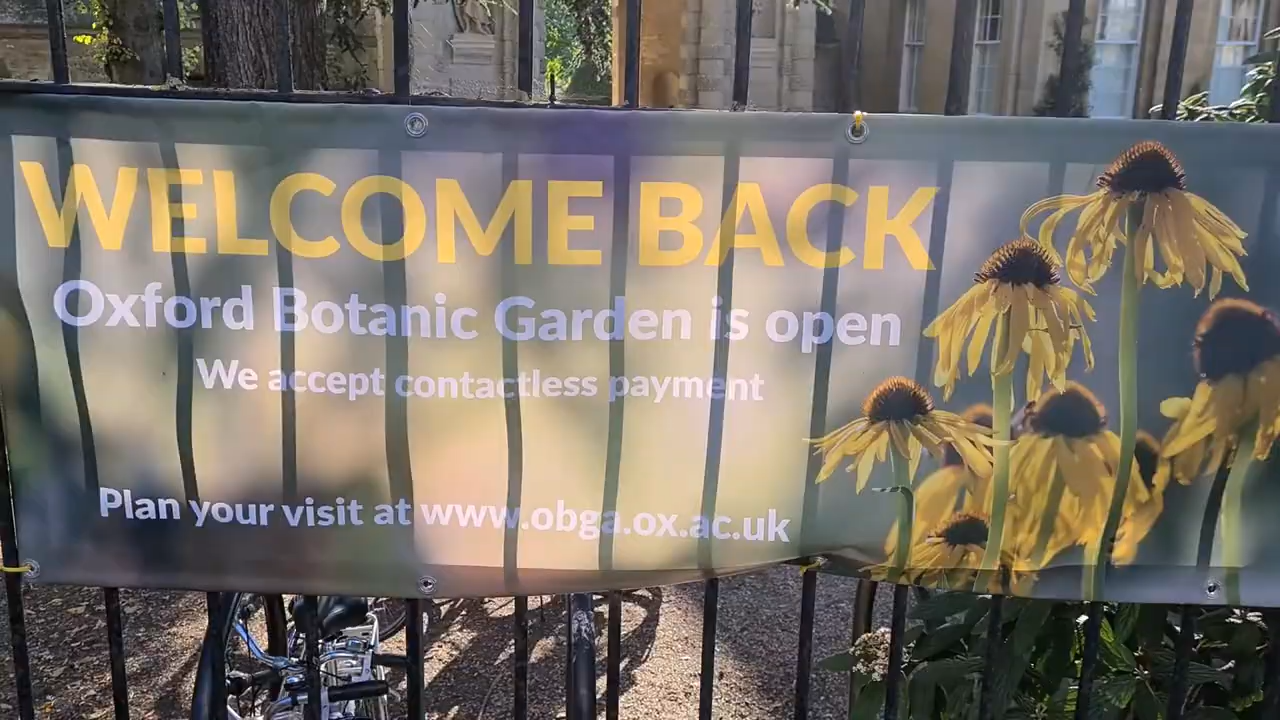 WELCOME BACK
Oxford Botanic Garden is open
We accept contactless payment
Plan your visit at www.obga.ox.ac.uk